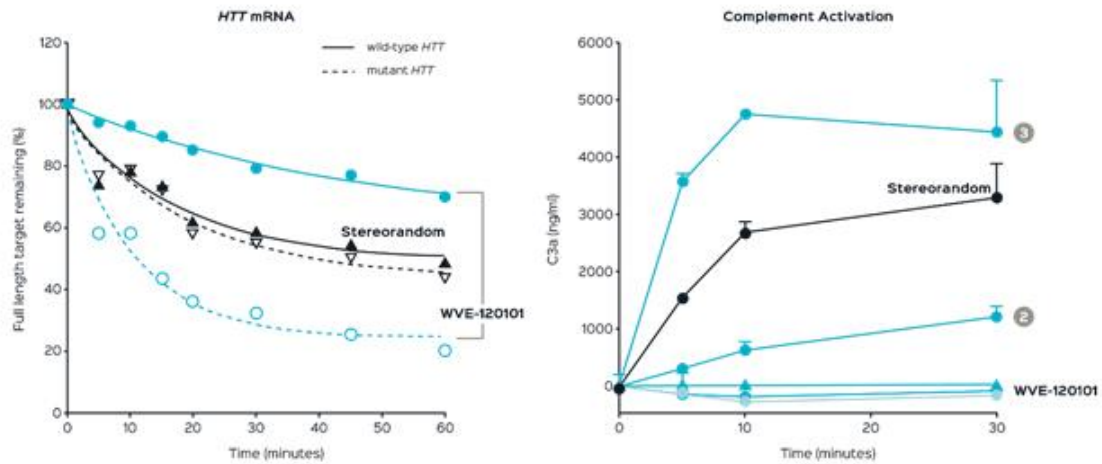 HTT mRNA
120
100
80
60
40
20
0
Full length target remaining (%)
wild-type HTT
mutant HTT
Stereorandom
WVE-120101
0 10 20 30 40 50 60
Time (minutes)
Complement Activation
6000
5000
4000
3000
2000
1000
0
C3a (ng/ml)
3
Stereorandom
2
WVE-120101
0 10 20 30
Time (minutes)